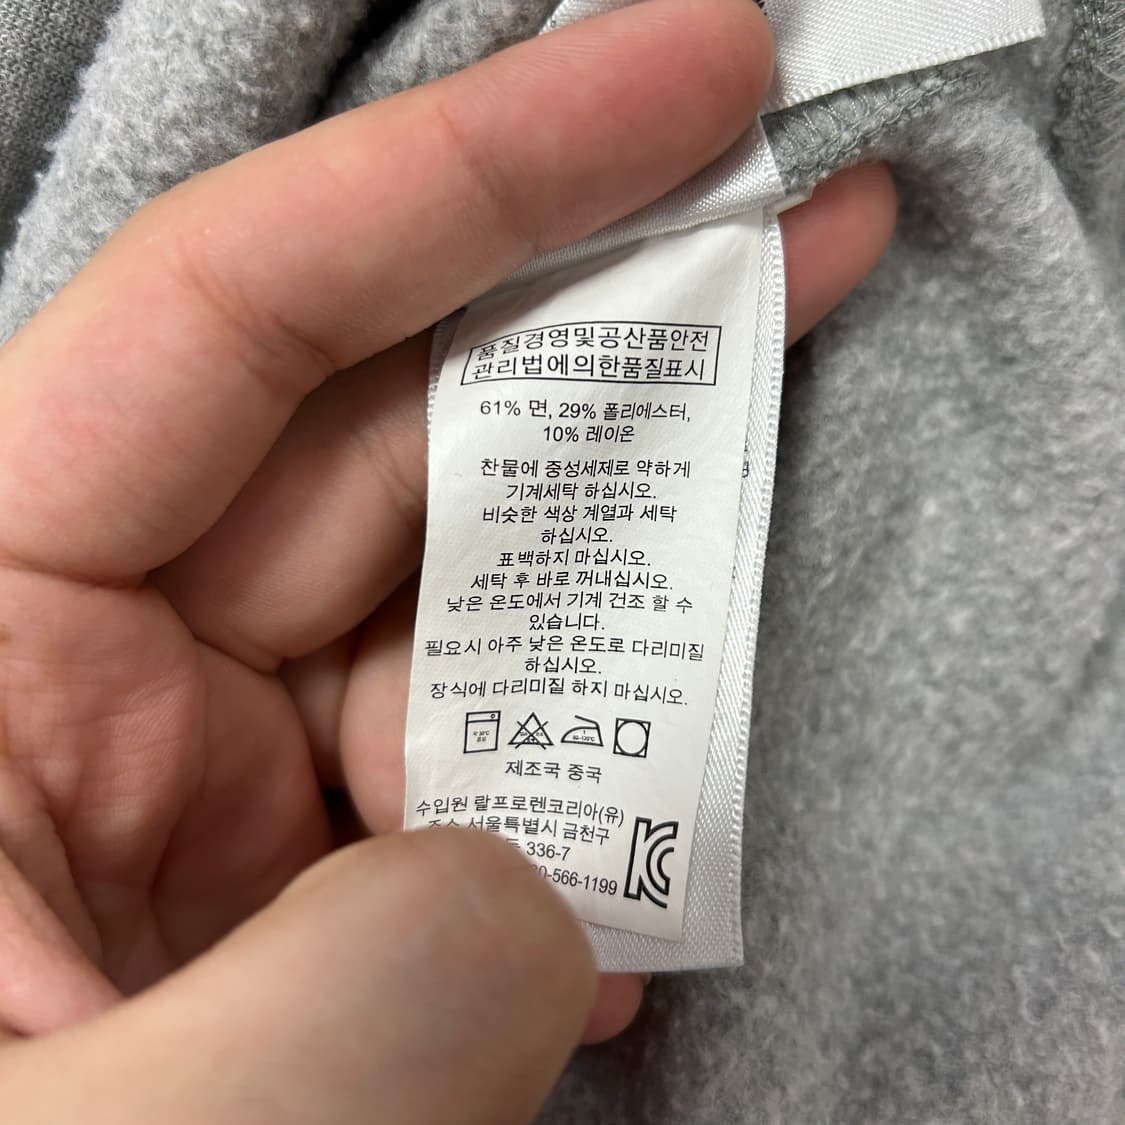 품질경영및공산품안전
관리법에의한품질표시
61% 면, 29% 폴리에스터,
10% 레이온
찬물에 중성세제로 약하게
기계세탁 하십시오.
비슷한 색상 계열과 세탁
하십시오.
표백하지 마십시오.
세탁 후 바로 꺼내십시오.
낮은 온도에서 기계 건조 할 수
있습니다.
필요시 아주 낮은 온도로 다리미질
하십시오.
장식에 다리미질 하지 마십시오.
제조국 중국
수입원 랄프로렌코리아(유)
주소 서울특별시 금천구
336-7
0-566-1199